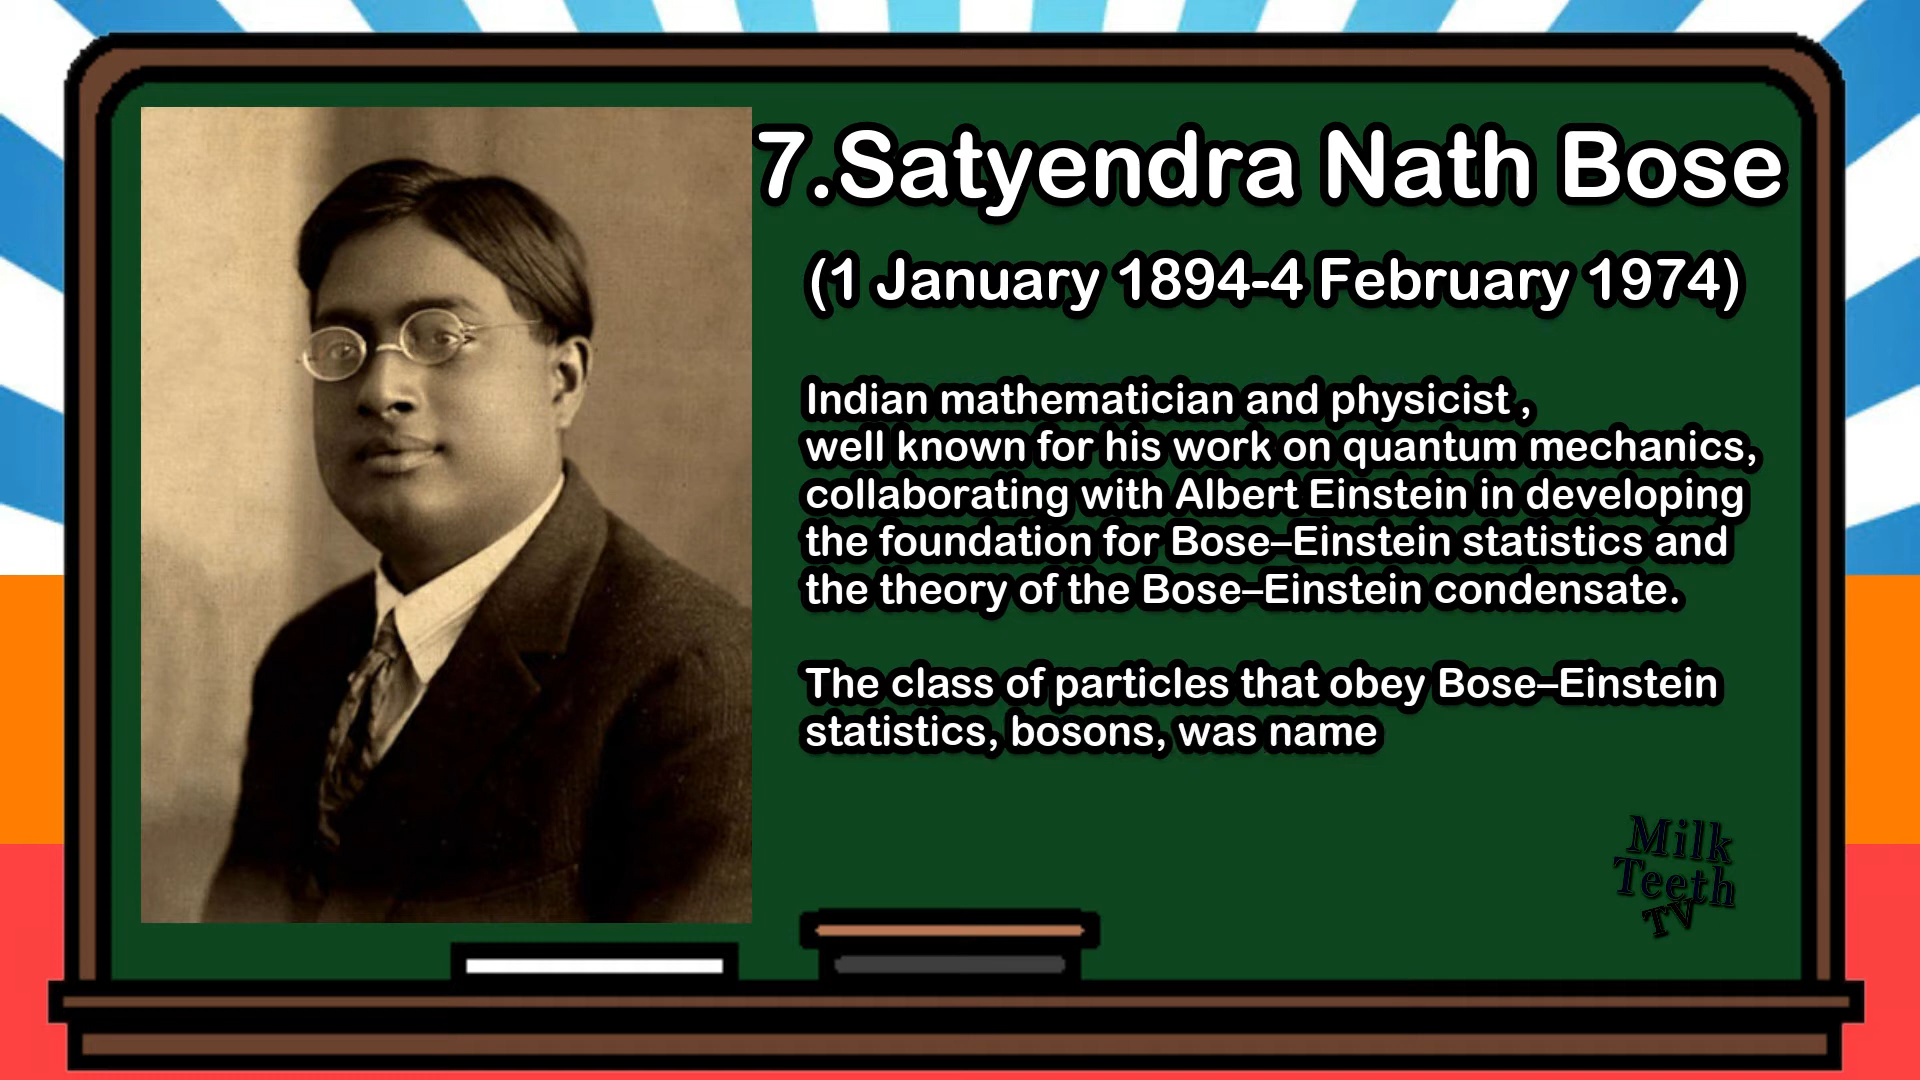 7.Satyendra Nath Bose
(1 January 1894-4 February 1974)
Indian mathematician and physicist ,
well known for his work on quantum mechanics,
collaborating with Albert Einstein in developing
the foundation for Bose–Einstein statistics and
the theory of the Bose–Einstein condensate.
The class of particles that obey Bose–Einstein
statistics, bosons, was name
Milk
Teeth
TV